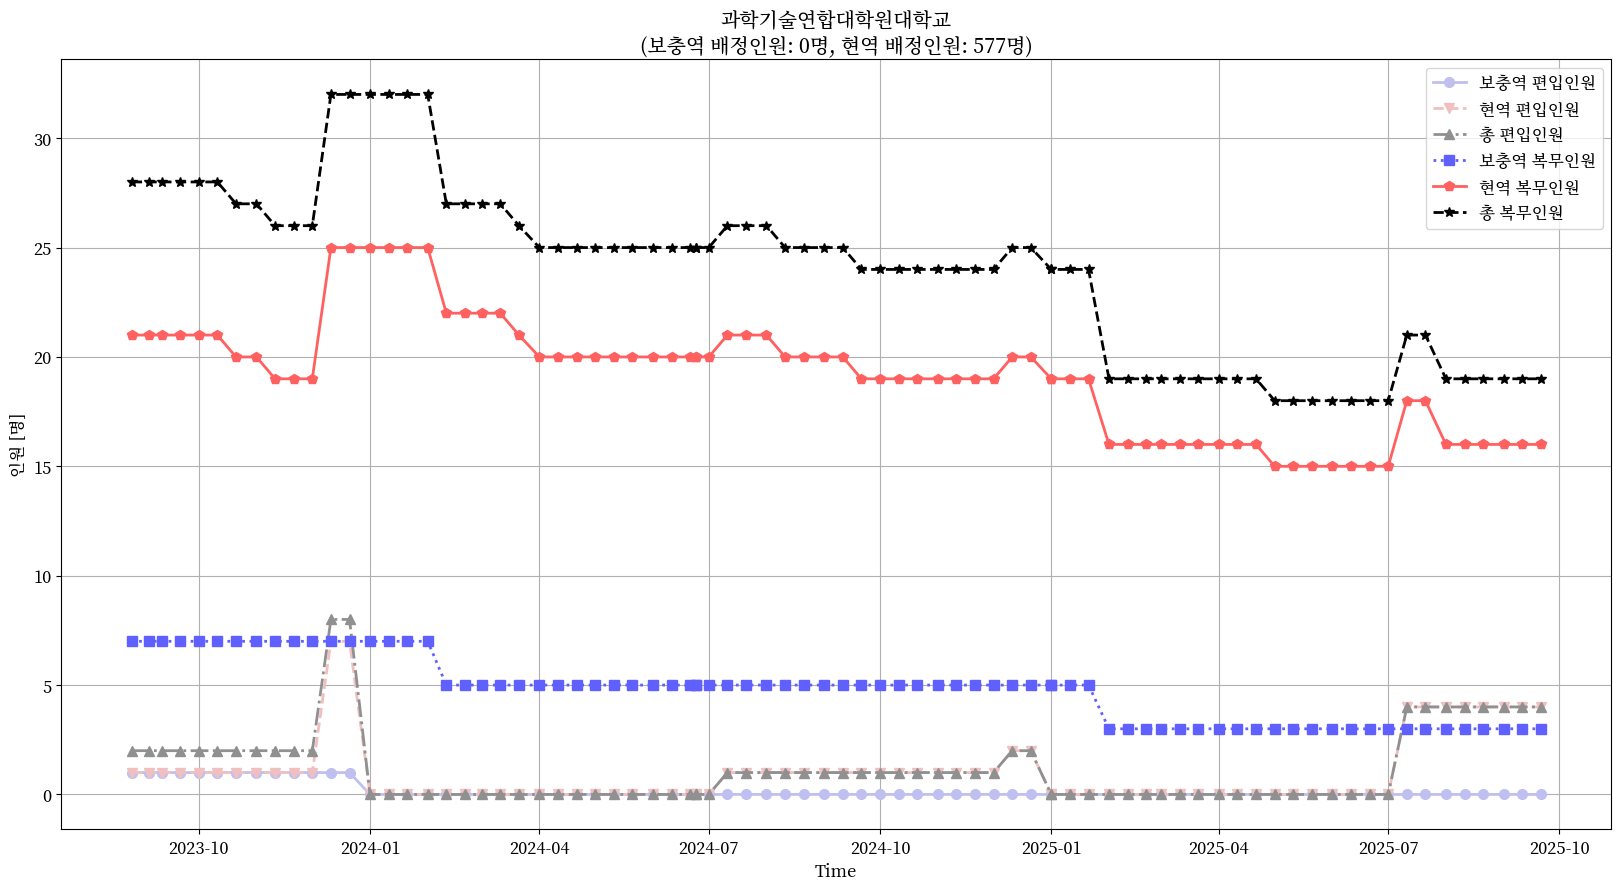 과학기술연합대학원대학교
(보충역 배정인원: 0명, 현역 배정인원: 577명)
보충역 편입인원
현역 편입인원
총 편입인원
보충역 복무인원
현역 복무인원
총 복무인원
인원 [명]
30
25
20
15
10
5
0
2023-10
2024-01
2024-04
2024-07
2024-10
2025-01
2025-04
2025-07
2025-10
Time